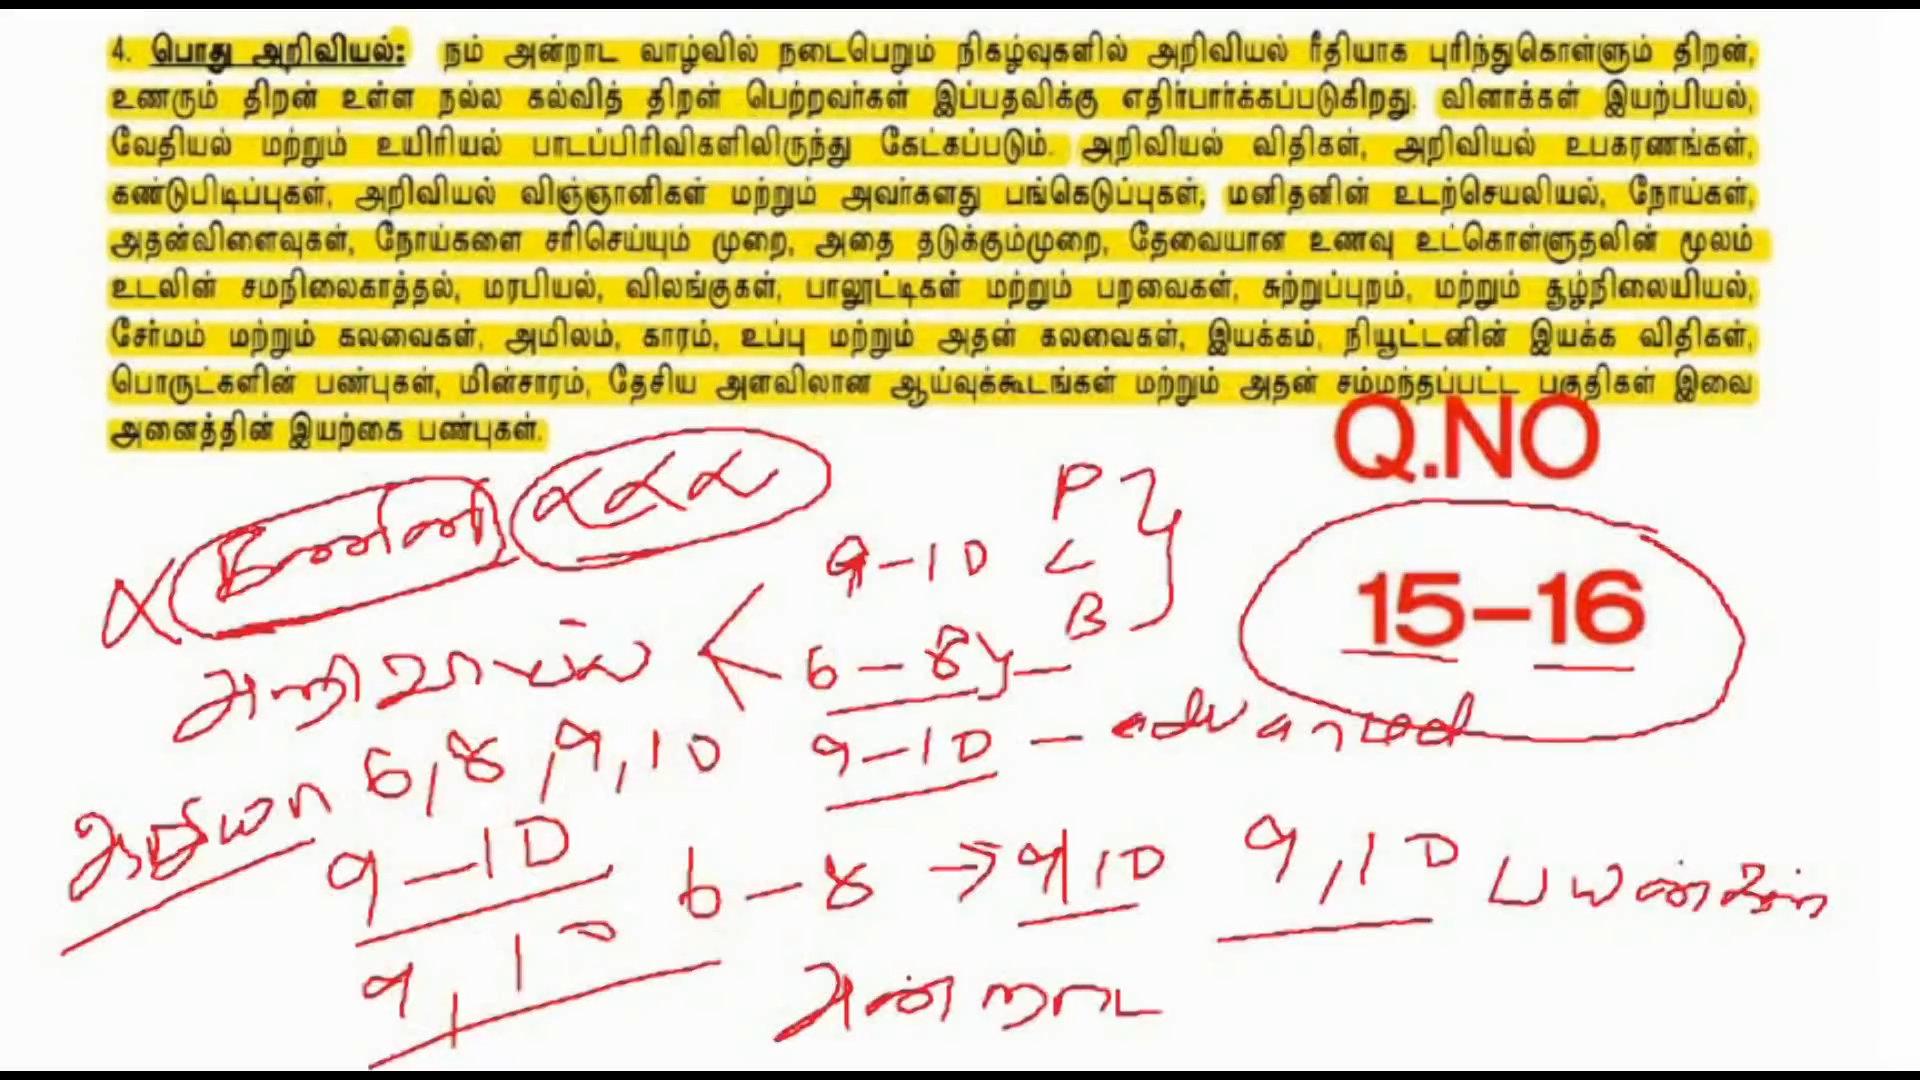 4. பொது அறிவியல்: நம் அன்றாட வாழ்வில் நடைபெறும் நிகழ்வுகளில் அறிவியல் ரீதியாக புரிந்துகொள்ளும் திறன்,
உணரும் திறன் உள்ள நல்ல கல்வித் திறன் பெற்றவர்கள் இப்பதவிக்கு எதிர்பார்க்கப்படுகிறது. வினாக்கள் இயற்பியல்,
வேதியல் மற்றும் உயிரியல் பாடப்பிரிவிகளிலிருந்து கேட்கப்படும். அறிவியல் விதிகள், அறிவியல் உபகரணங்கள்,
கண்டுபிடிப்புகள், அறிவியல் விஞ்ஞானிகள் மற்றும் அவர்களது பங்கெடுப்புகள், மனிதனின் உடற்செயலியல், நோய்கள்,
அதன்விளைவுகள், நோய்களை சரிசெய்யும் முறை, அதை தடுக்கும்முறை, தேவையான உணவு உட்கொள்ளுதலின் மூலம்
உடலின் சமநிலைகாத்தல், மரபியல், விலங்குகள், பாலூட்டிகள் மற்றும் பறவைகள், சுற்றுப்புறம், மற்றும் சூழ்நிலையியல்,
சேர்மம் மற்றும் கலவைகள், அமிலம், காரம், உப்பு மற்றும் அதன் கலவைகள், இயக்கம், நியூட்டனின் இயக்க விதிகள்,
பொருட்களின் பண்புகள், மின்சாரம், தேசிய அளவிலான ஆய்வுக்கூடங்கள் மற்றும் அதன் சம்மந்தப்பட்ட பகுதிகள் இவை
அனைத்தின் இயற்கை பண்புகள்.
Q.NO
15-16
9-10 P C B
அறிவியல் 6-8
6,8,9,10 9-10 - advanced
9-10 6-8 → 9,10 9,10
9,10 அன்றாட